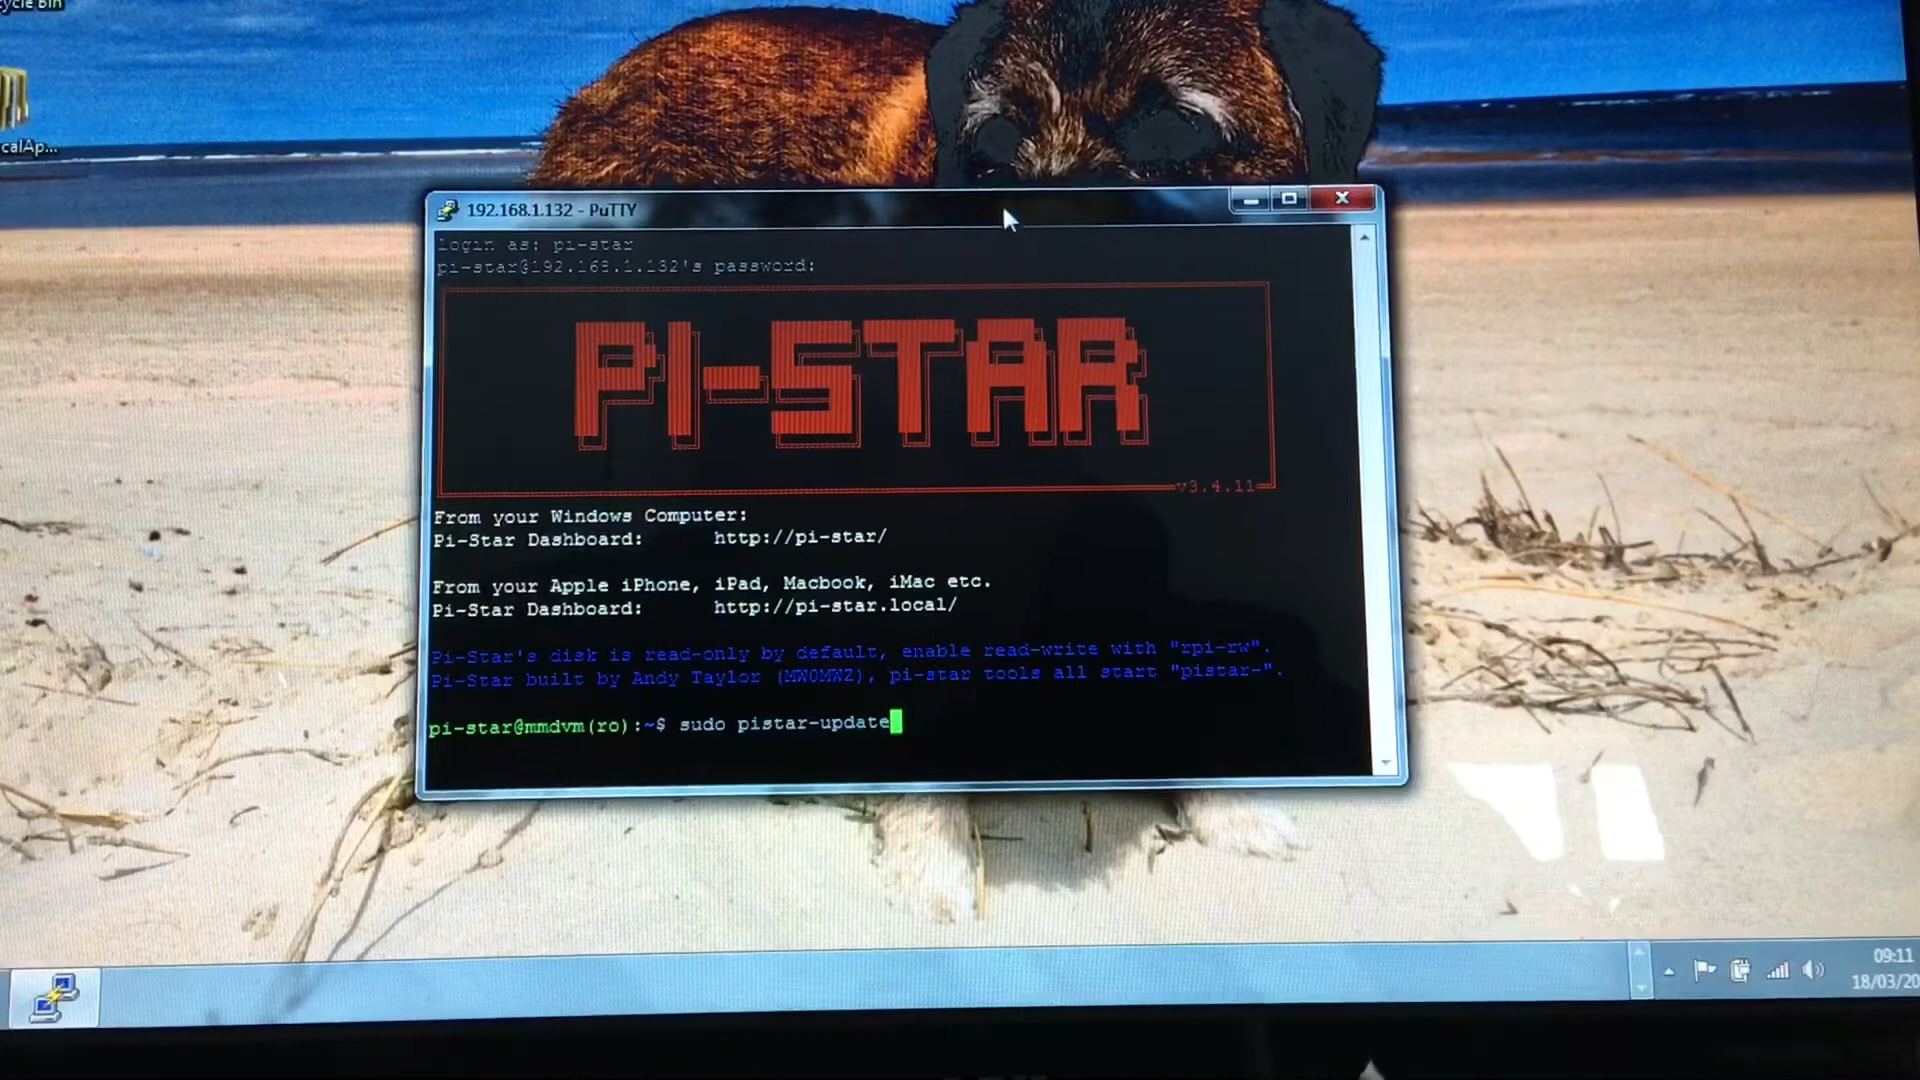 ycle Bin
calAp...
192.168.1.132 - PuTTY
login as: pi-star
pi-star@192.168.1.132's password:
PI-STAR
v3.4.11
From your Windows Computer:
Pi-Star Dashboard: http://pi-star/
From your Apple iPhone, iPad, Macbook, iMac etc.
Pi-Star Dashboard: http://pi-star.local/
Pi-Star's disk is read-only by default, enable read-write with "rpi-rw".
Pi-Star built by Andy Taylor (MW0MWZ), pi-star tools all start "pistar-".
pi-star@mmdvm(ro):~$ sudo pistar-update
09:11
18/03/20